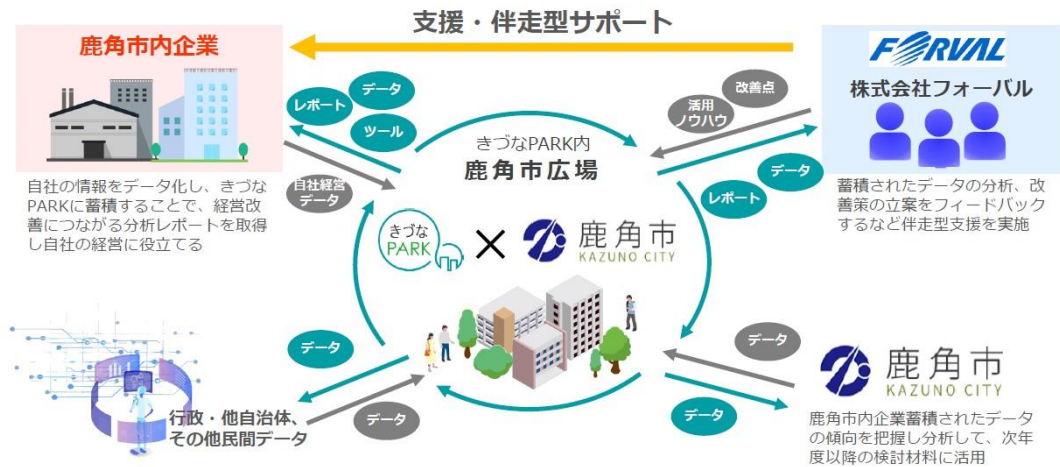 支援・伴走型サポート
鹿角市内企業
FORVAL
株式会社フォーバル
レポート
データ
ツール
自社経営
データ
改善点
活用
ノウハウ
レポート
データ
きづなPARK内
鹿角市広場
自社の情報をデータ化し、きづな
PARKに蓄積することで、経営改
善につながる分析レポートを取得
し自社の経営に役立てる
蓄積されたデータの分析、改
善策の立案をフィードバック
するなど伴走型支援を実施
きづな
PARK
×
鹿角市
KAZUNO CITY
データ
データ
行政・他自治体、
その他民間データ
データ
データ
鹿角市
KAZUNO CITY
鹿角市内企業蓄積されたデータ
の傾向を把握し分析して、次年
度以降の検討材料に活用